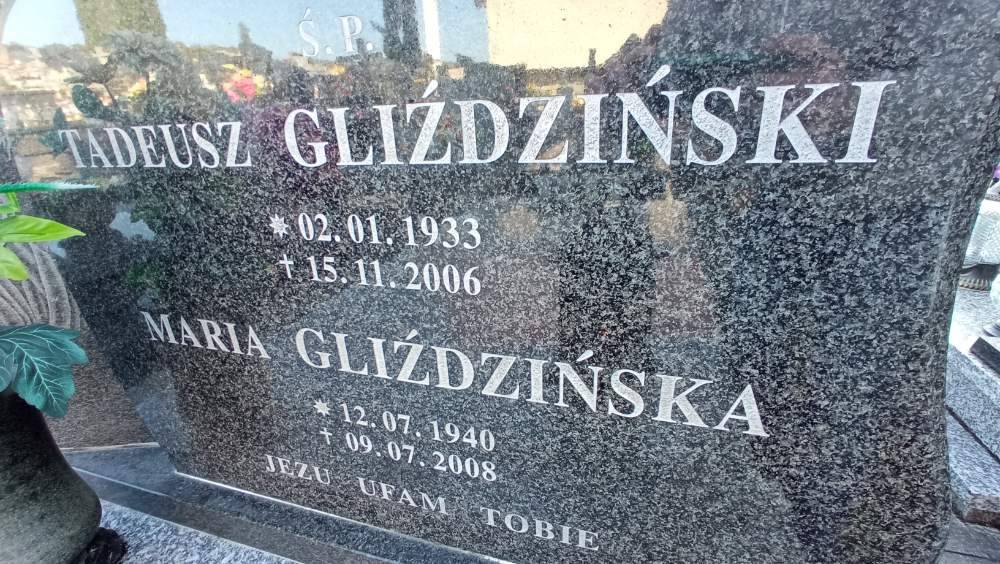 Ś.P.
TADEUSZ GLIŹDZIŃSKI
✵ 02.01.1933
† 15.11.2006
MARIA GLIŹDZIŃSKA
✵ 12.07.1940
† 09.07.2008
JEZU UFAM TOBIE